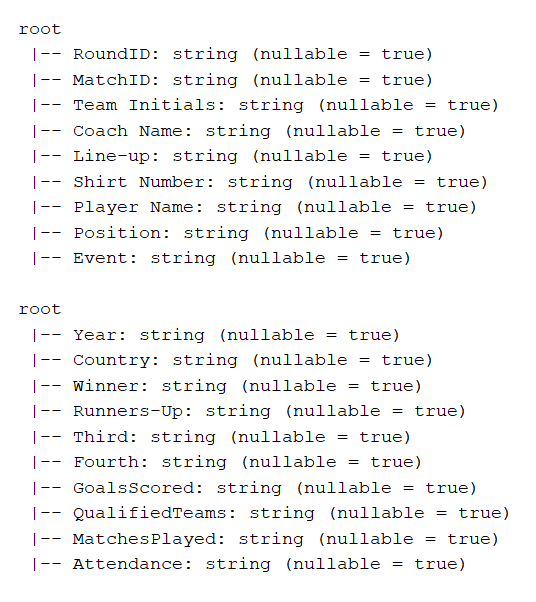 root
 |-- RoundID: string (nullable = true)
 |-- MatchID: string (nullable = true)
 |-- Team Initials: string (nullable = true)
 |-- Coach Name: string (nullable = true)
 |-- Line-up: string (nullable = true)
 |-- Shirt Number: string (nullable = true)
 |-- Player Name: string (nullable = true)
 |-- Position: string (nullable = true)
 |-- Event: string (nullable = true)

root
 |-- Year: string (nullable = true)
 |-- Country: string (nullable = true)
 |-- Winner: string (nullable = true)
 |-- Runners-Up: string (nullable = true)
 |-- Third: string (nullable = true)
 |-- Fourth: string (nullable = true)
 |-- GoalsScored: string (nullable = true)
 |-- QualifiedTeams: string (nullable = true)
 |-- MatchesPlayed: string (nullable = true)
 |-- Attendance: string (nullable = true)